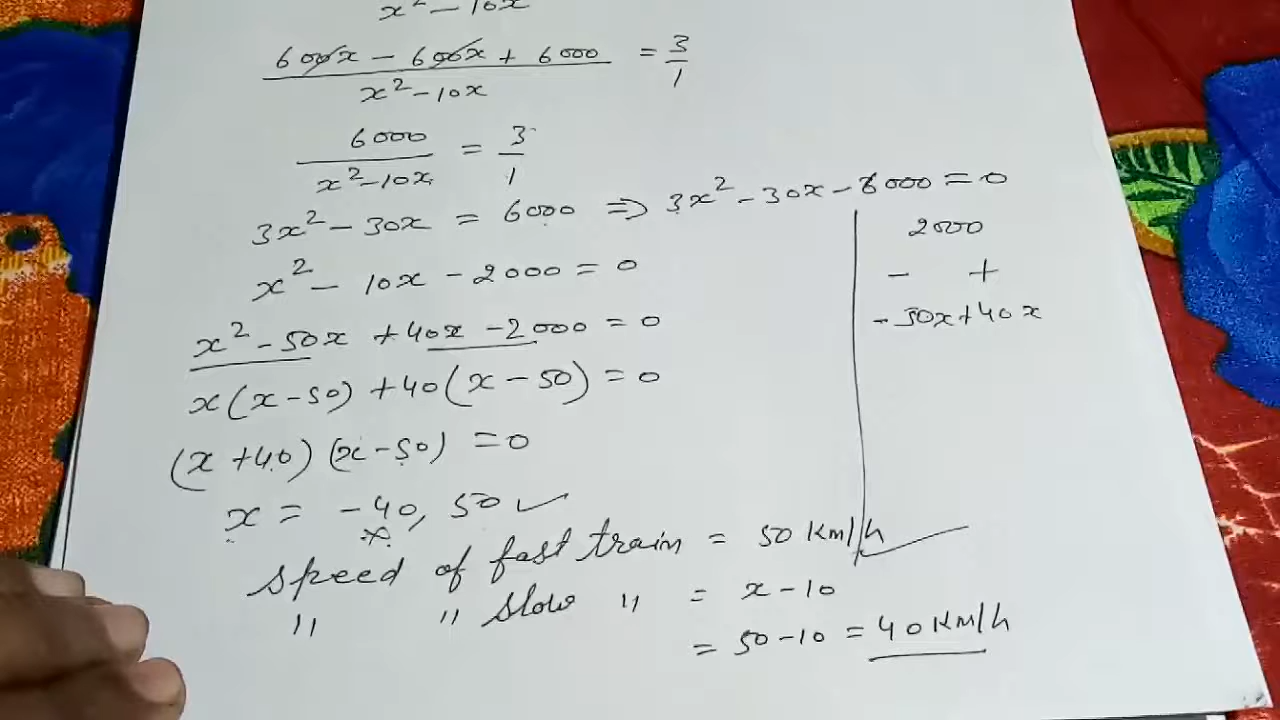 x² - 10x
600x - 600x + 6000 / x² - 10x = 3/1
6000 / x² - 10x = 3/1
3x² - 30x = 6000 ⇒ 3x² - 30x - 6000 = 0
x² - 10x - 2000 = 0
x² - 50x + 40x - 2000 = 0
x(x - 50) + 40(x - 50) = 0
(x + 40) (x - 50) = 0
x = -40, 50 ✓
speed of fast train = 50 Km/h
" " slow " = x - 10
= 50 - 10 = 40 Km/h
2000
- +
- 50x + 40x